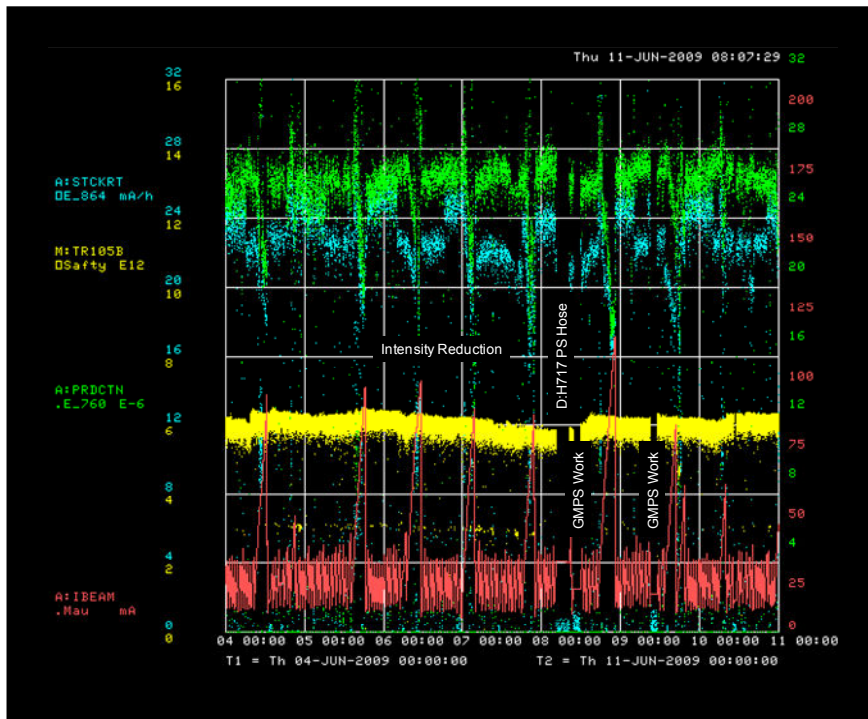 Thu 11-JUN-2009 08:07:29
32
16
28
14
24
12
20
10
16
8
12
6
8
4
4
2
0
0
A:STCKRT
□E_864 mA/h
M:TR105B
□Safty E12
A:PRDCTN
.E_760 E-6
A:IBEAM
.Mau mA
32
200
28
175
24
150
20
125
16
100
12
75
8
50
4
25
0
0
Intensity Reduction
D:H717 PS Hose
GMPS Work
GMPS Work
04 00:00 05 00:00 06 00:00 07 00:00 08 00:00 09 00:00 10 00:00 11 00:00
T1 = Th 04-JUN-2009 00:00:00 T2 = Th 11-JUN-2009 00:00:00